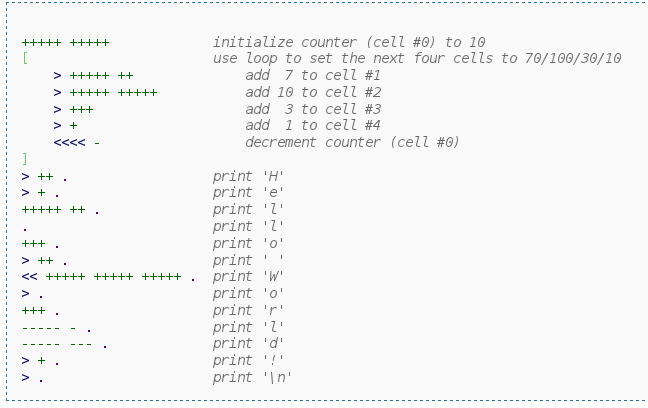 +++++ +++++ initialize counter (cell #0) to 10
[ use loop to set the next four cells to 70/100/30/10
> +++++ ++ add 7 to cell #1
> +++++ +++++ add 10 to cell #2
> +++ add 3 to cell #3
> + add 1 to cell #4
<<<< - decrement counter (cell #0)
]
> ++ . print 'H'
> + . print 'e'
+++++ ++ . print 'l'
. print 'l'
+++ . print 'o'
> ++ . print ' '
<< +++++ +++++ +++++ . print 'W'
> . print 'o'
+++ . print 'r'
----- - . print 'l'
----- --- . print 'd'
> + . print '!'
> . print '\n'